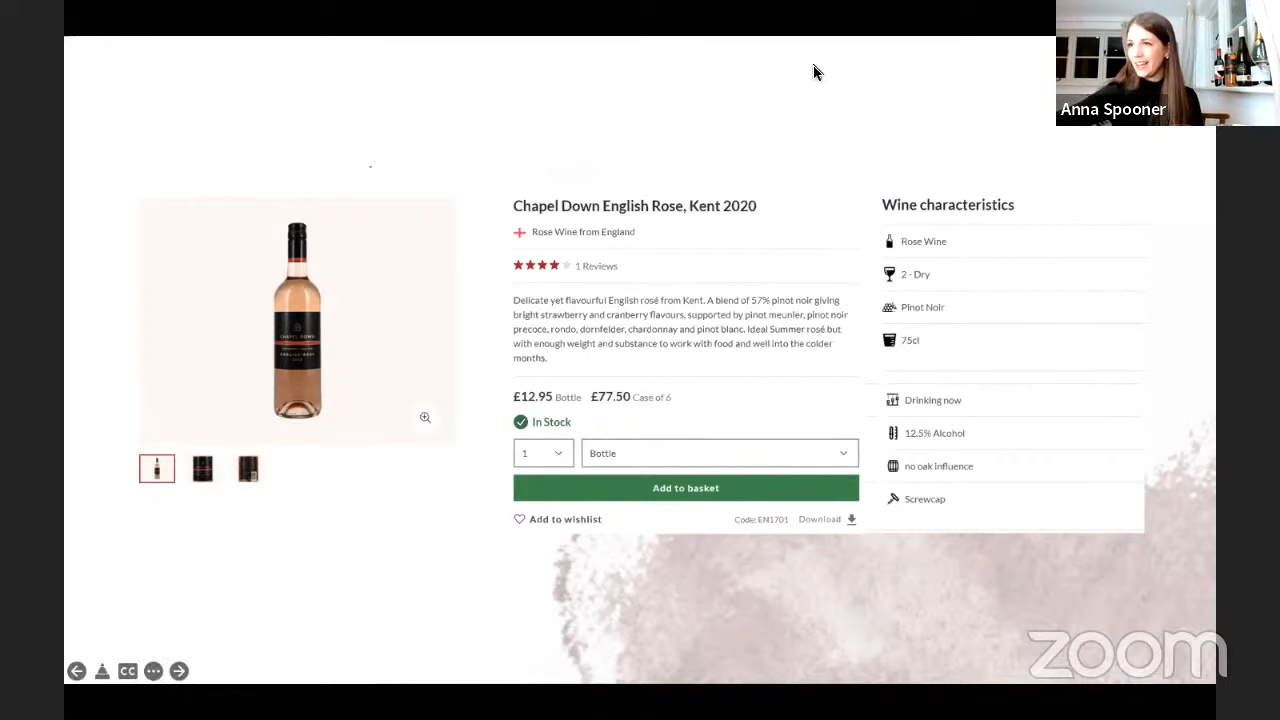 Anna Spooner
Chapel Down English Rose, Kent 2020
Rose Wine from England
1 Reviews
Delicate yet flavourful English rosé from Kent. A blend of 57% pinot noir giving
bright strawberry and cranberry flavours, supported by pinot meunier, pinot noir
precoce, rondo, dornfelder, chardonnay and pinot blanc. Ideal Summer rosé but
with enough weight and substance to work with food and well into the colder
months.
£12.95 Bottle £77.50 Case of 6
In Stock
1 Bottle
Add to basket
Add to wishlist Code: EN1701 Download
Wine characteristics
Rose Wine
2 - Dry
Pinot Noir
75cl
Drinking now
12.5% Alcohol
no oak influence
Screwcap
CHAPEL DOWN
ENGLISH ROSE
CC
zoom